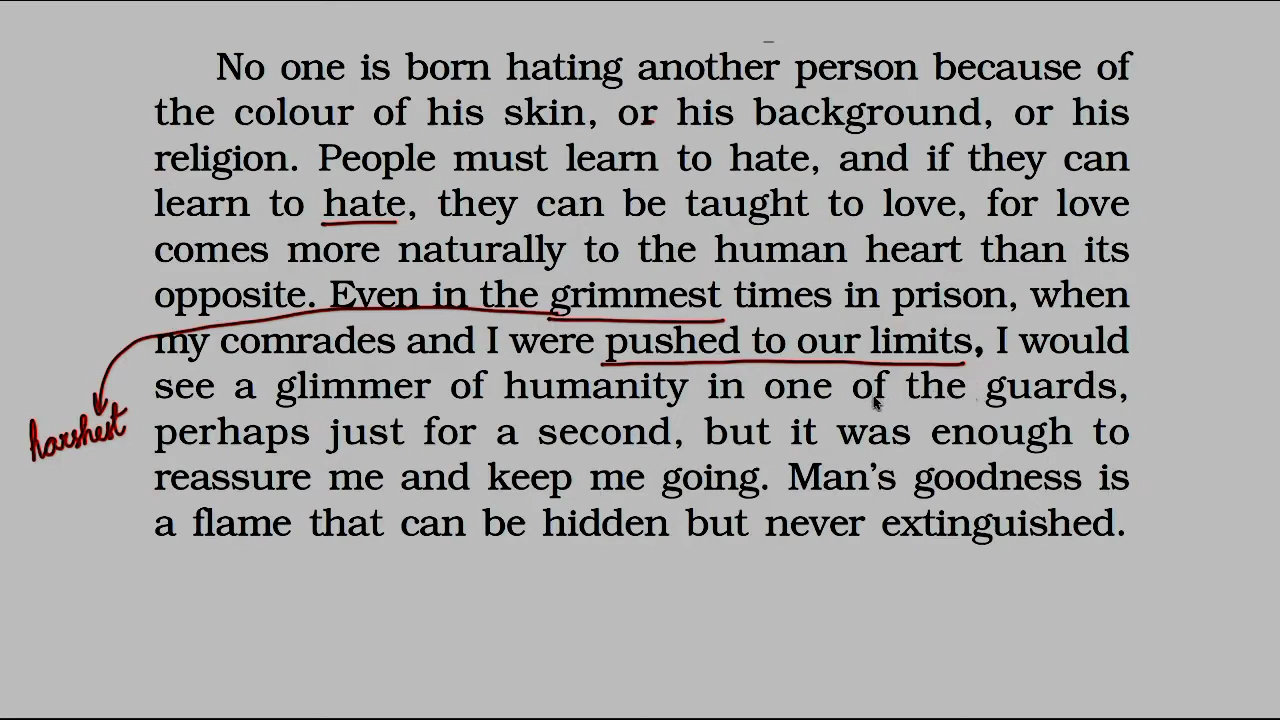 No one is born hating another person because of
the colour of his skin, or his background, or his
religion. People must learn to hate, and if they can
learn to hate, they can be taught to love, for love
comes more naturally to the human heart than its
opposite. Even in the grimmest times in prison, when
my comrades and I were pushed to our limits, I would
see a glimmer of humanity in one of the guards,
harshest
perhaps just for a second, but it was enough to
reassure me and keep me going. Man’s goodness is
a flame that can be hidden but never extinguished.